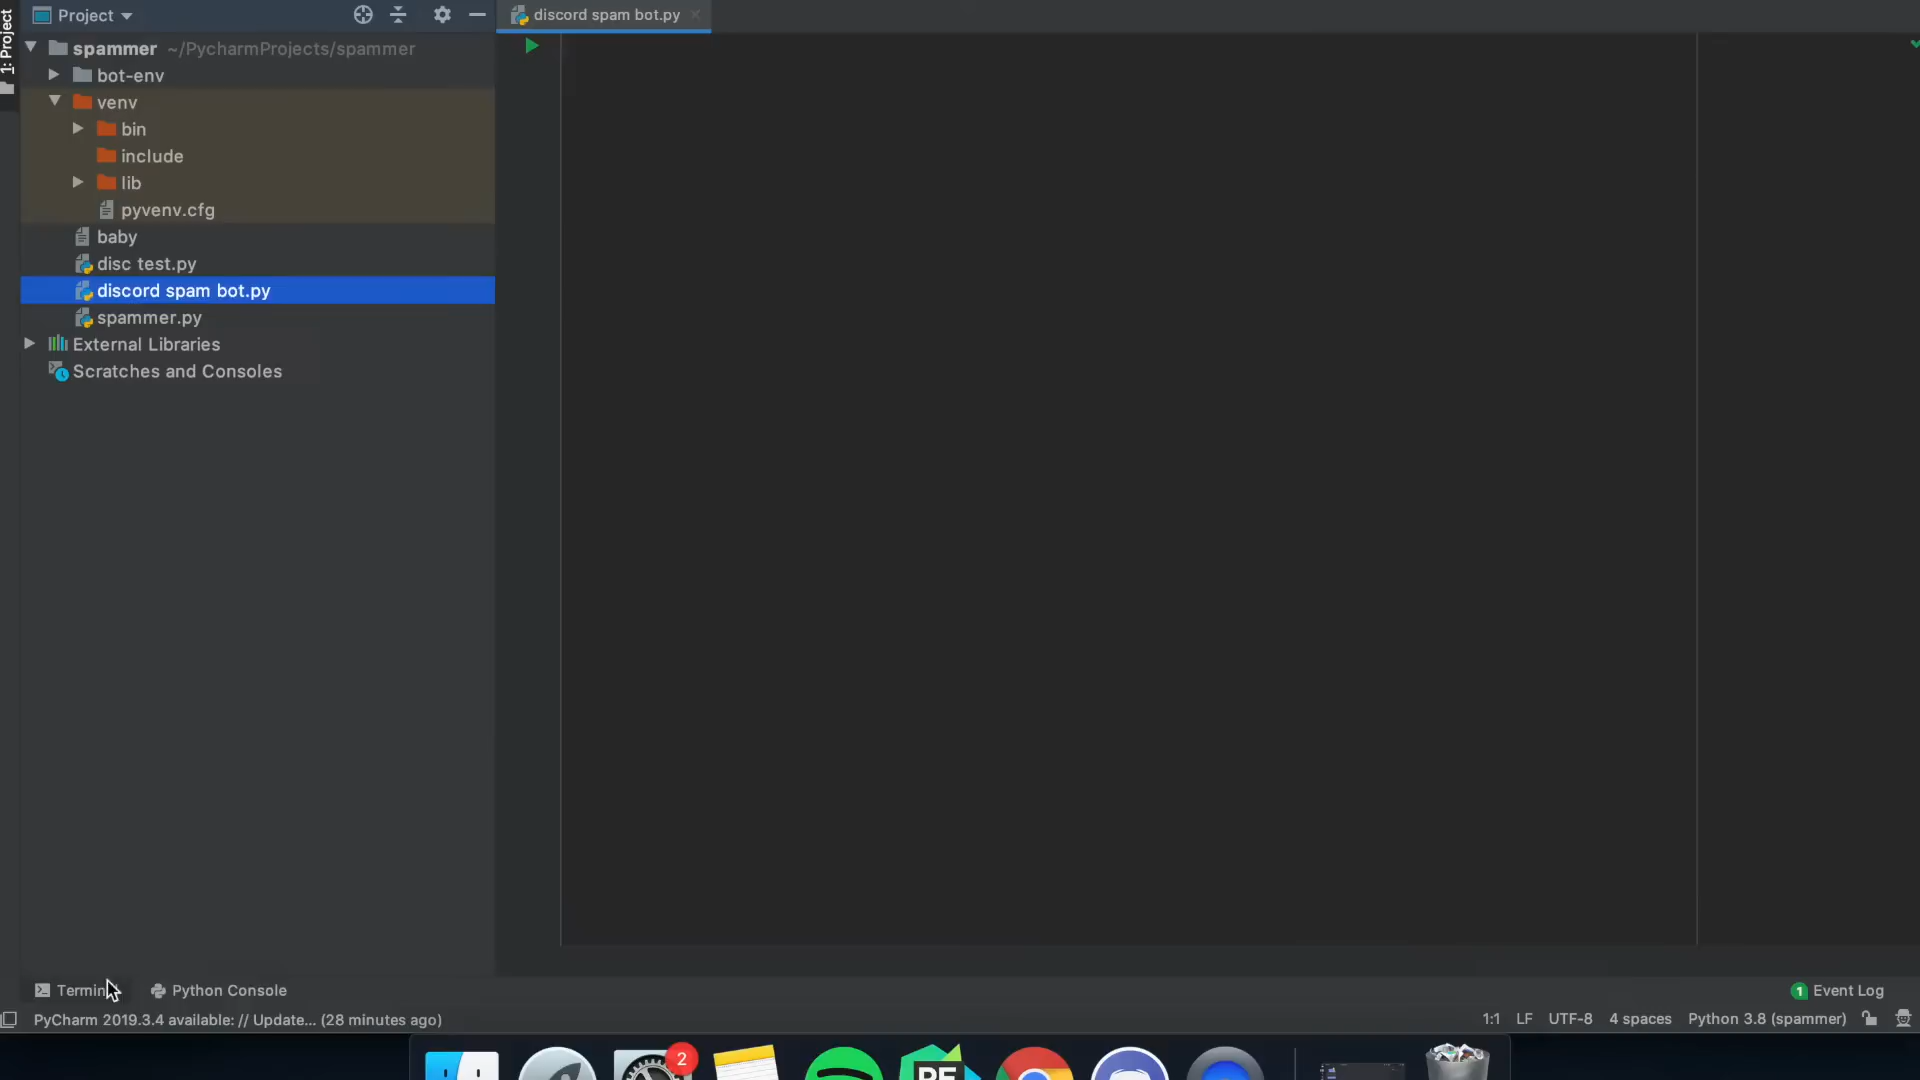 1: Project
Project
discord spam bot.py
spammer ~/PycharmProjects/spammer
bot-env
venv
bin
include
lib
pyvenv.cfg
baby
disc test.py
discord spam bot.py
spammer.py
External Libraries
Scratches and Consoles
Python Console
1 Event Log
PyCharm 2019.3.4 available: // Update... (28 minutes ago)
1:1 LF UTF-8 4 spaces Python 3.8 (spammer)
2